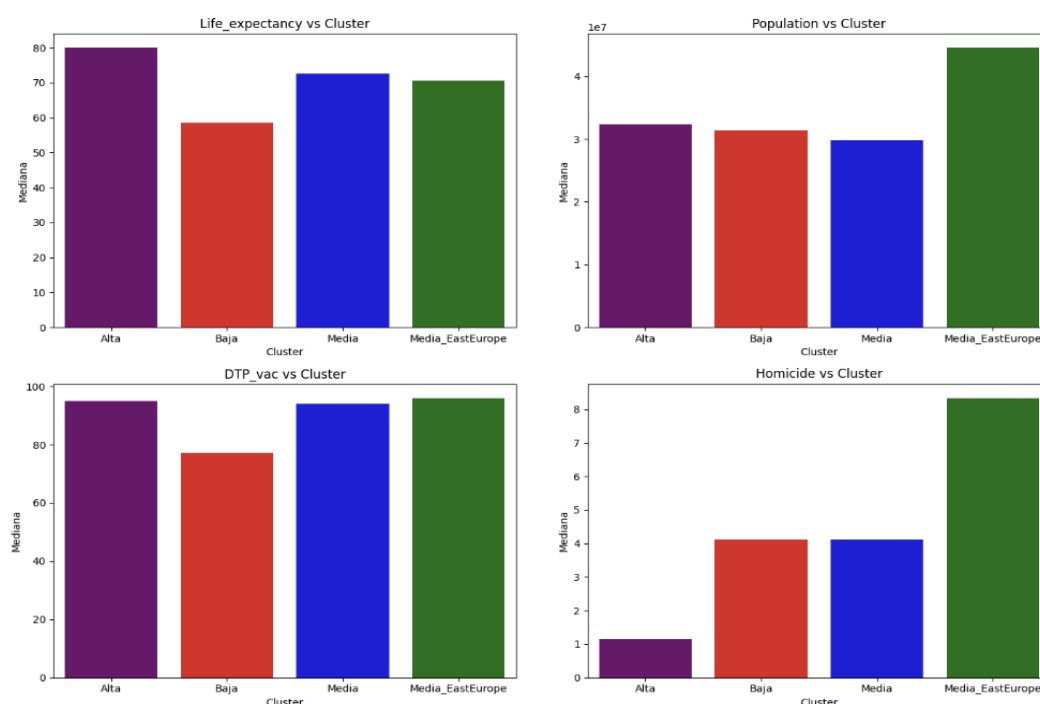 Life_expectancy vs Cluster
80
70
60
50
40
30
20
10
0
Mediana
Alta Baja Media Media_EastEurope
Cluster
Population vs Cluster
1e7
4
3
2
1
0
Mediana
Alta Baja Media Media_EastEurope
Cluster
DTP_vac vs Cluster
100
80
60
40
20
0
Mediana
Alta Baja Media Media_EastEurope
Cluster
Homicide vs Cluster
8
7
6
5
4
3
2
1
0
Mediana
Alta Baja Media Media_EastEurope
Cluster